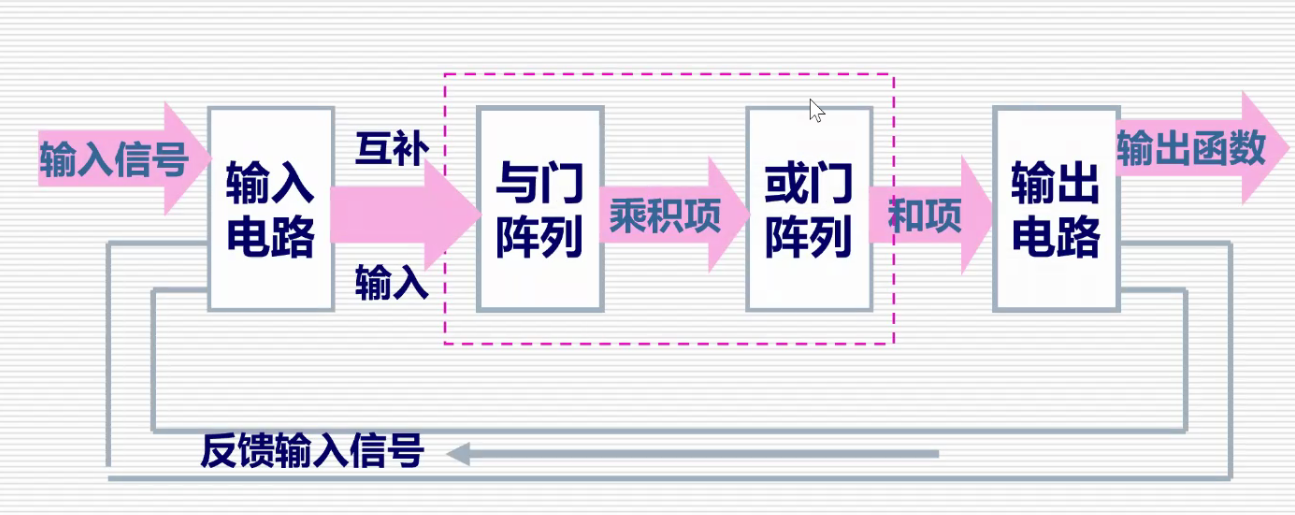 输入信号
输入
电路
互补
输入
与门
阵列
乘积项
或门
阵列
和项
输出
电路
输出函数
反馈输入信号